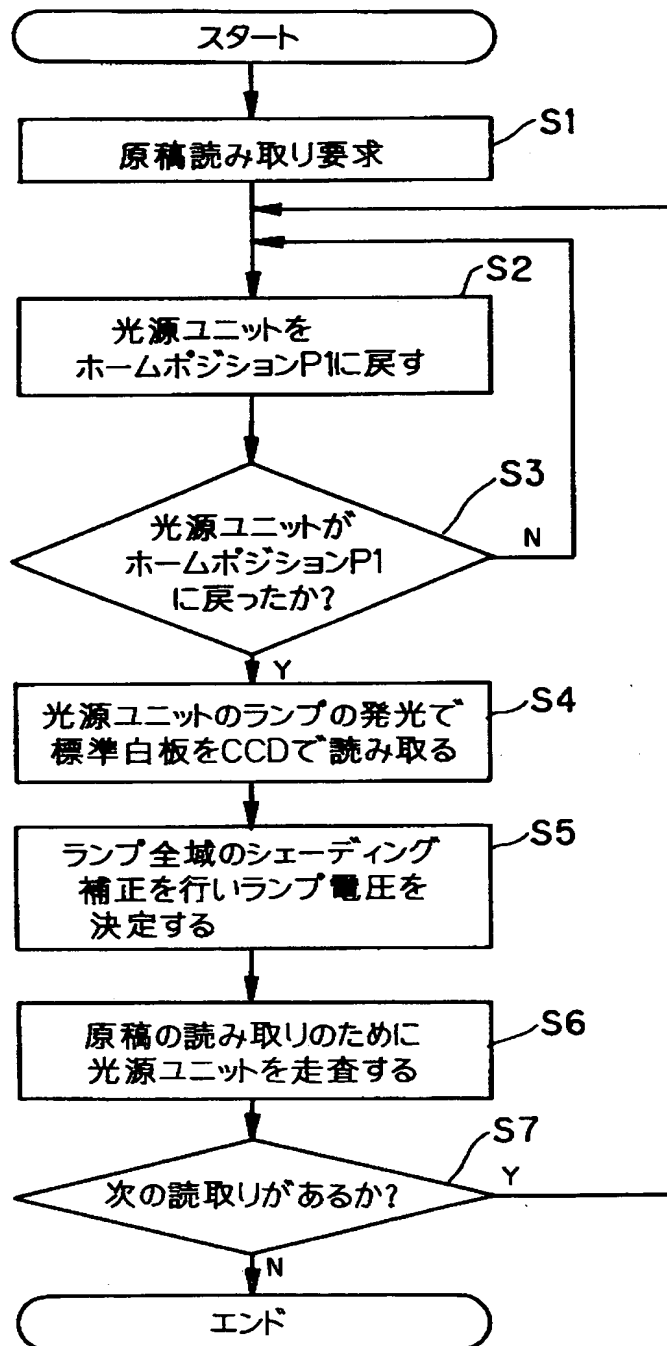 スタート
S1
原稿読み取り要求
S2
光源ユニットを
ホームポジションP1に戻す
S3
光源ユニットが
ホームポジションP1
に戻ったか?
N
Y
S4
光源ユニットのランプの発光で
標準白板をCCDで読み取る
S5
ランプ全域のシェーディング
補正を行いランプ電圧を
決定する
S6
原稿の読み取りのために
光源ユニットを走査する
S7
次の読取りがあるか?
Y
N
エンド